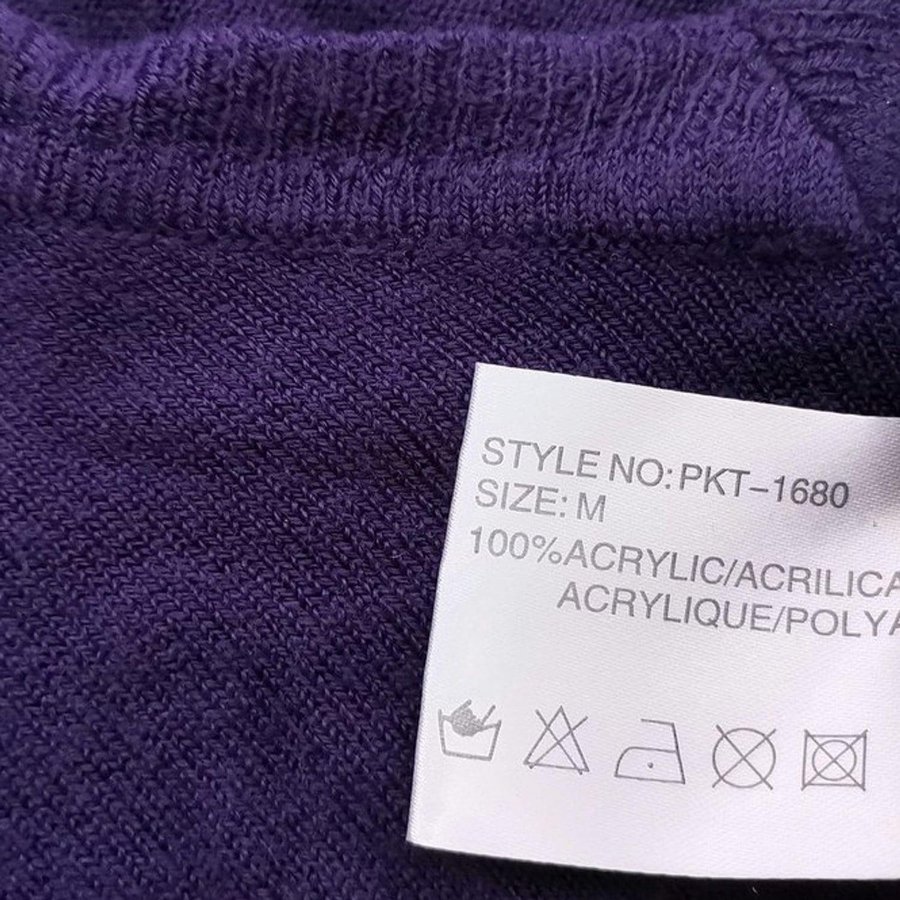 STYLE NO: PKT-1680
SIZE: M
100%ACRYLIC/ACRILICA
ACRYLIQUE/POLYA